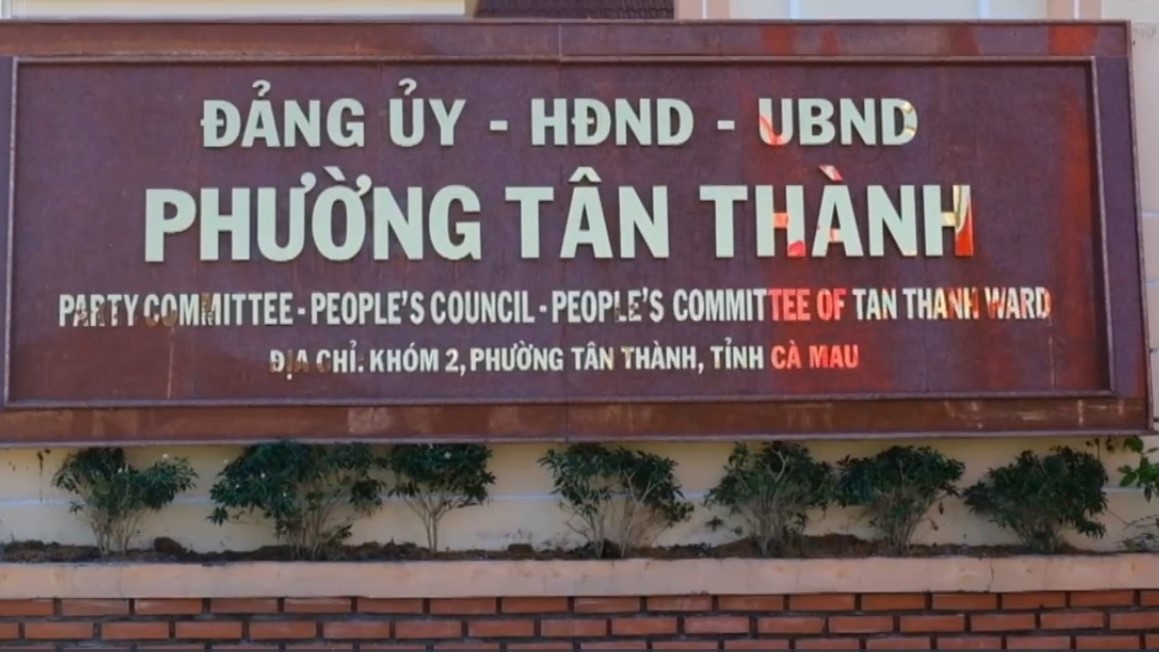 ĐẢNG ỦY - HĐND - UBND
PHƯỜNG TÂN THÀNH
PARTY COMMITTEE - PEOPLE'S COUNCIL - PEOPLE'S COMMITTEE OF TAN THANH WARD
ĐỊA CHỈ: KHÓM 2, PHƯỜNG TÂN THÀNH, TỈNH CÀ MAU